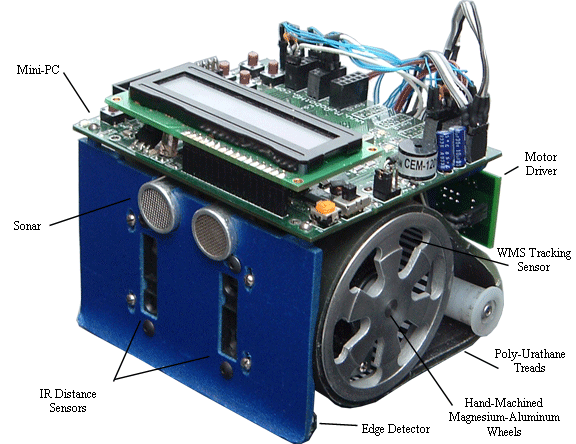 Mini-PC
CEM-120
Motor
Driver
Sonar
WMS Tracking
Sensor
Poly-Urathane
Treads
IR Distance
Sensors
Hand-Machined
Magnesium-Aluminum
Wheels
Edge Detector